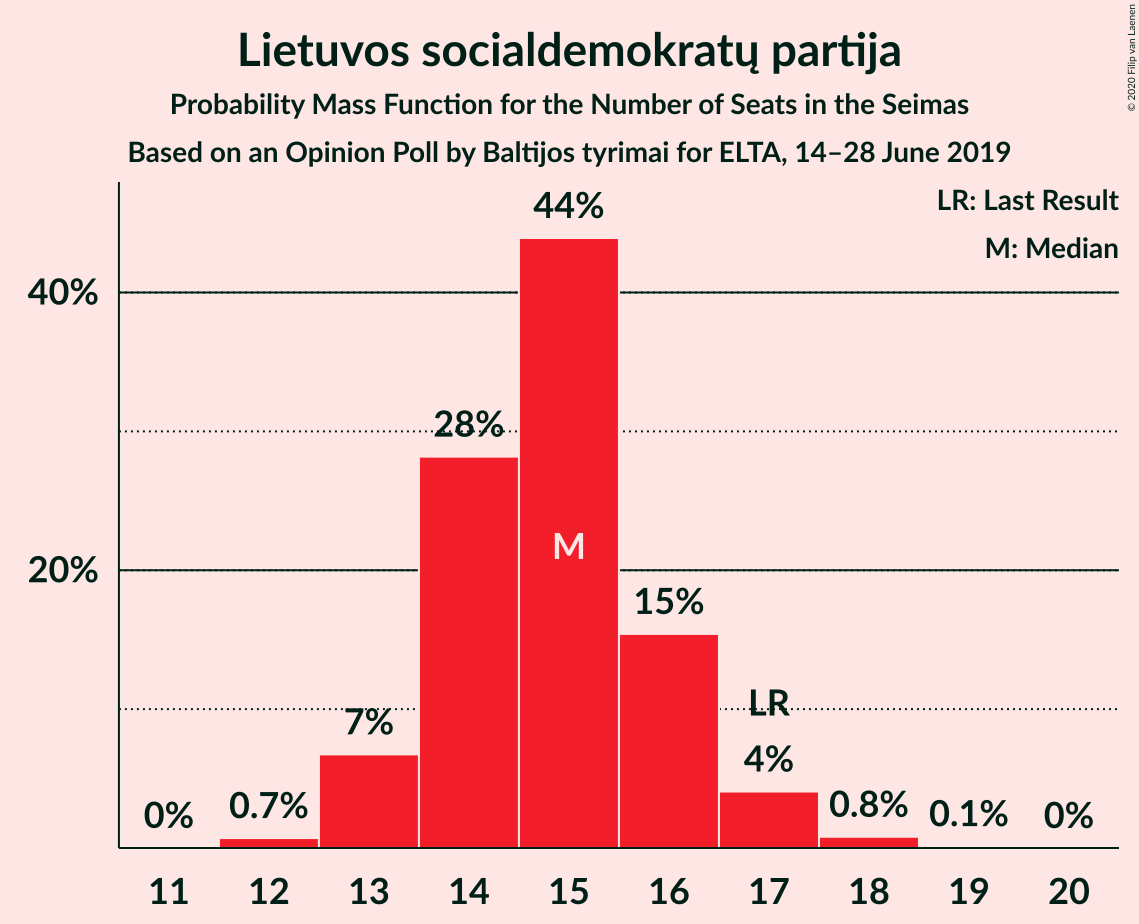 Lietuvos socialdemokratų partija
Probability Mass Function for the Number of Seats in the Seimas
Based on an Opinion Poll by Baltijos tyrimai for ELTA, 14–28 June 2019
© 2020 Filip van Laenen
LR: Last Result
M: Median
44%
40%
28%
M
20%
15%
LR
7%
4%
0%
0.7%
0.8%
0.1%
0%
11 12 13 14 15 16 17 18 19 20